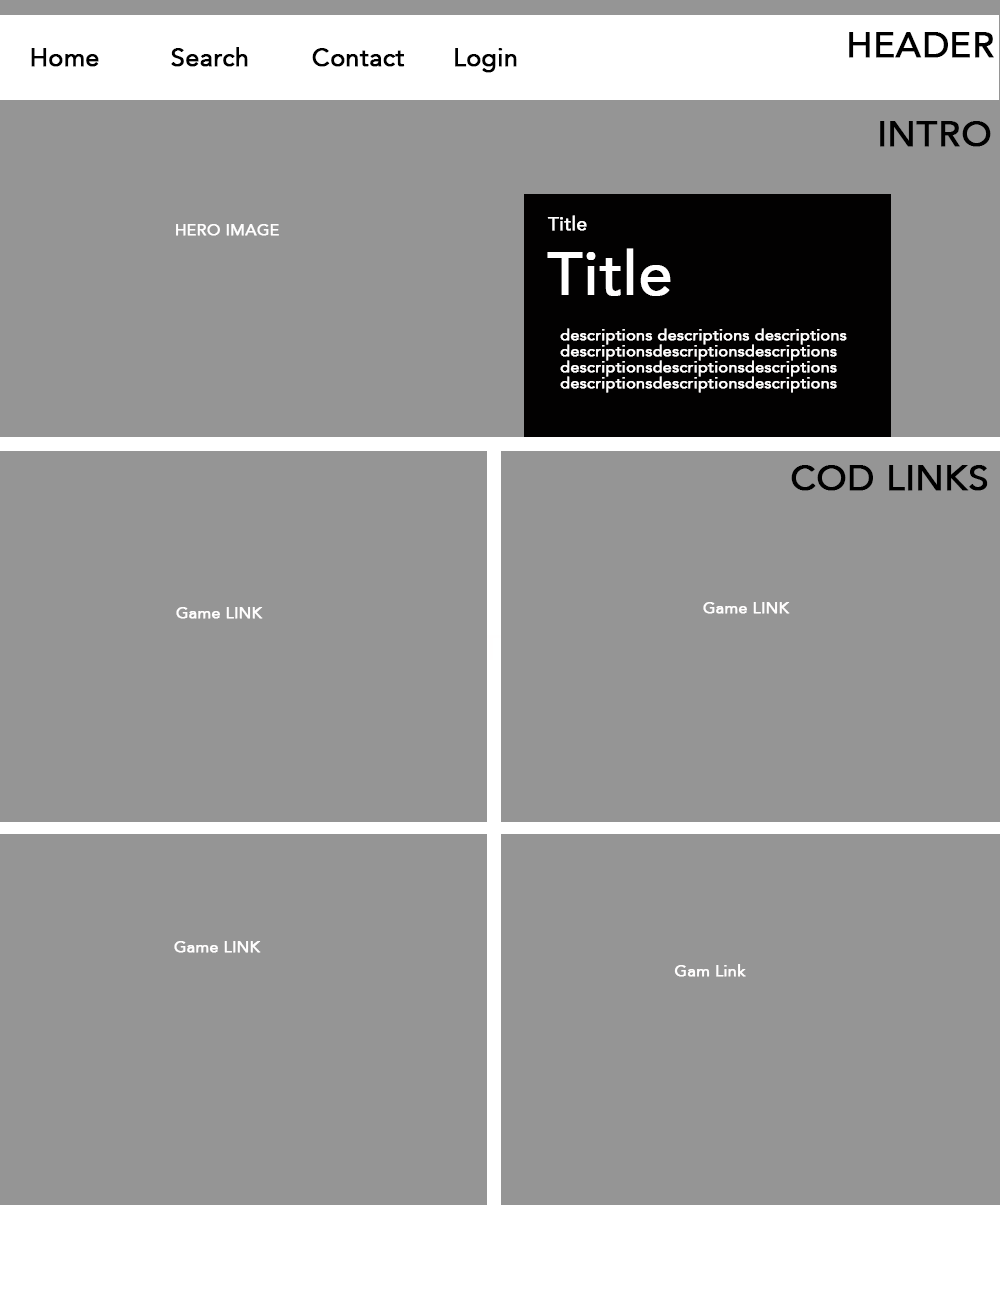 Home Search Contact Login
HEADER
INTRO
HERO IMAGE
Title
Title
descriptions descriptions descriptions
descriptionsdescriptionsdescriptions
descriptionsdescriptionsdescriptions
descriptionsdescriptionsdescriptions
COD LINKS
Game LINK
Game LINK
Game LINK
Gam Link